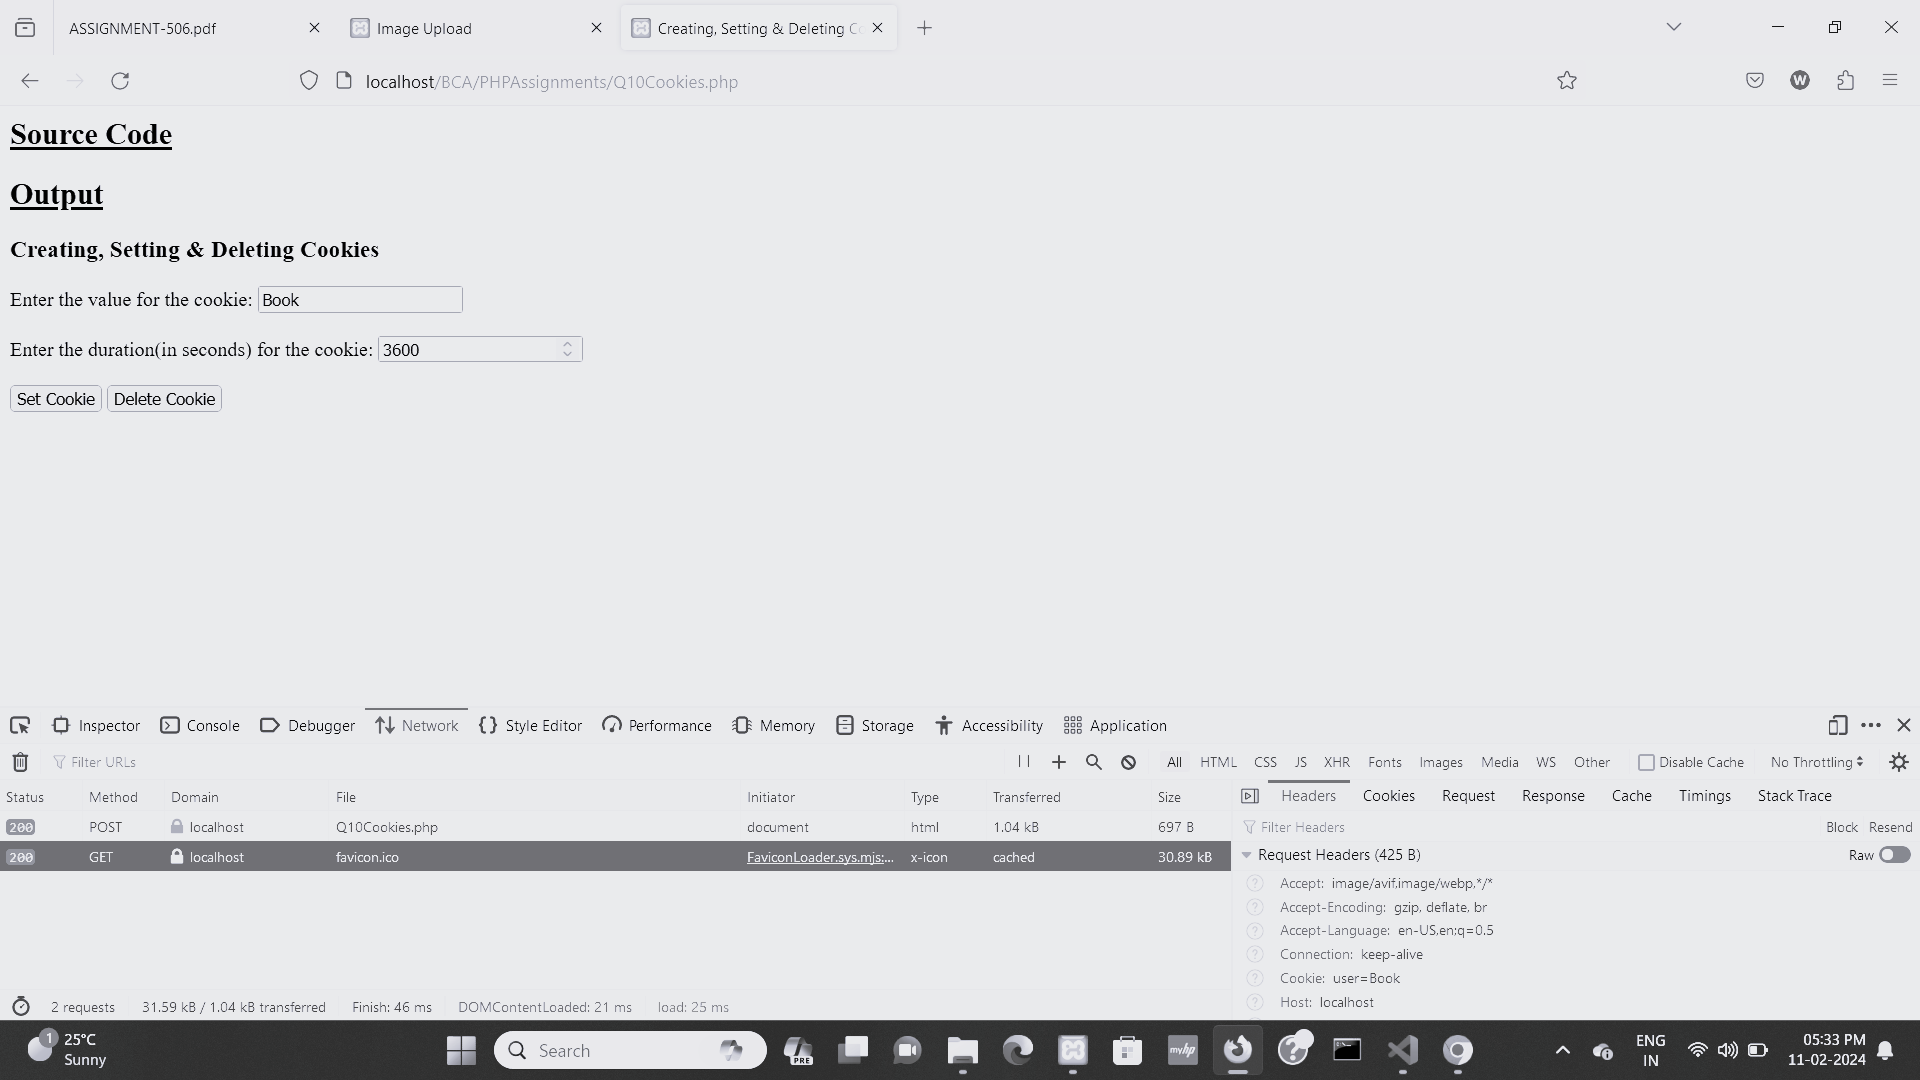 ASSIGNMENT-506.pdf
Image Upload
Creating, Setting & Deleting Co
localhost/BCA/PHPAssignments/Q10Cookies.php
W
Source Code
Output
Creating, Setting & Deleting Cookies
Enter the value for the cookie: Book
Enter the duration(in seconds) for the cookie: 3600
Set Cookie Delete Cookie
Inspector Console Debugger Network Style Editor Performance Memory Storage Accessibility Application
Filter URLs
All HTML CSS JS XHR Fonts Images Media WS Other Disable Cache No Throttling
Status Method Domain File Initiator Type Transferred Size
200 POST localhost Q10Cookies.php document html 1.04 kB 697 B
200 GET localhost favicon.ico FaviconLoader.sys.mjs:... x-icon cached 30.89 kB
Headers Cookies Request Response Cache Timings Stack Trace
Filter Headers Block Resend
Request Headers (425 B) Raw
Accept: image/avif,image/webp,*/*
Accept-Encoding: gzip, deflate, br
Accept-Language: en-US,en;q=0.5
Connection: keep-alive
Cookie: user=Book
Host: localhost
2 requests 31.59 kB / 1.04 kB transferred Finish: 46 ms DOMContentLoaded: 21 ms load: 25 ms
1
25°C
Sunny
Search
PRE
myhp
ENG
IN
05:33 PM
11-02-2024